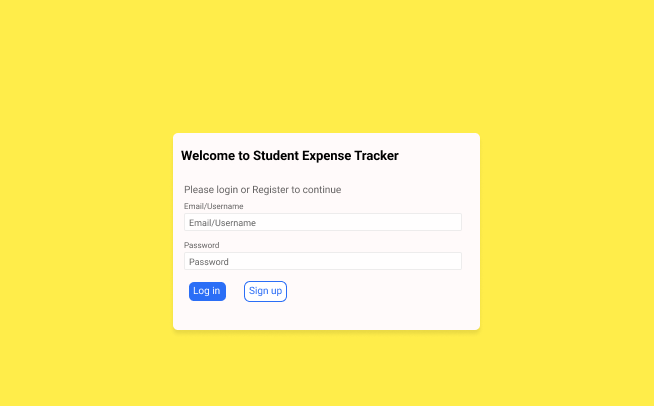 Welcome to Student Expense Tracker
Please login or Register to continue
Email/Username
Email/Username
Password
Password
Log in
Sign up